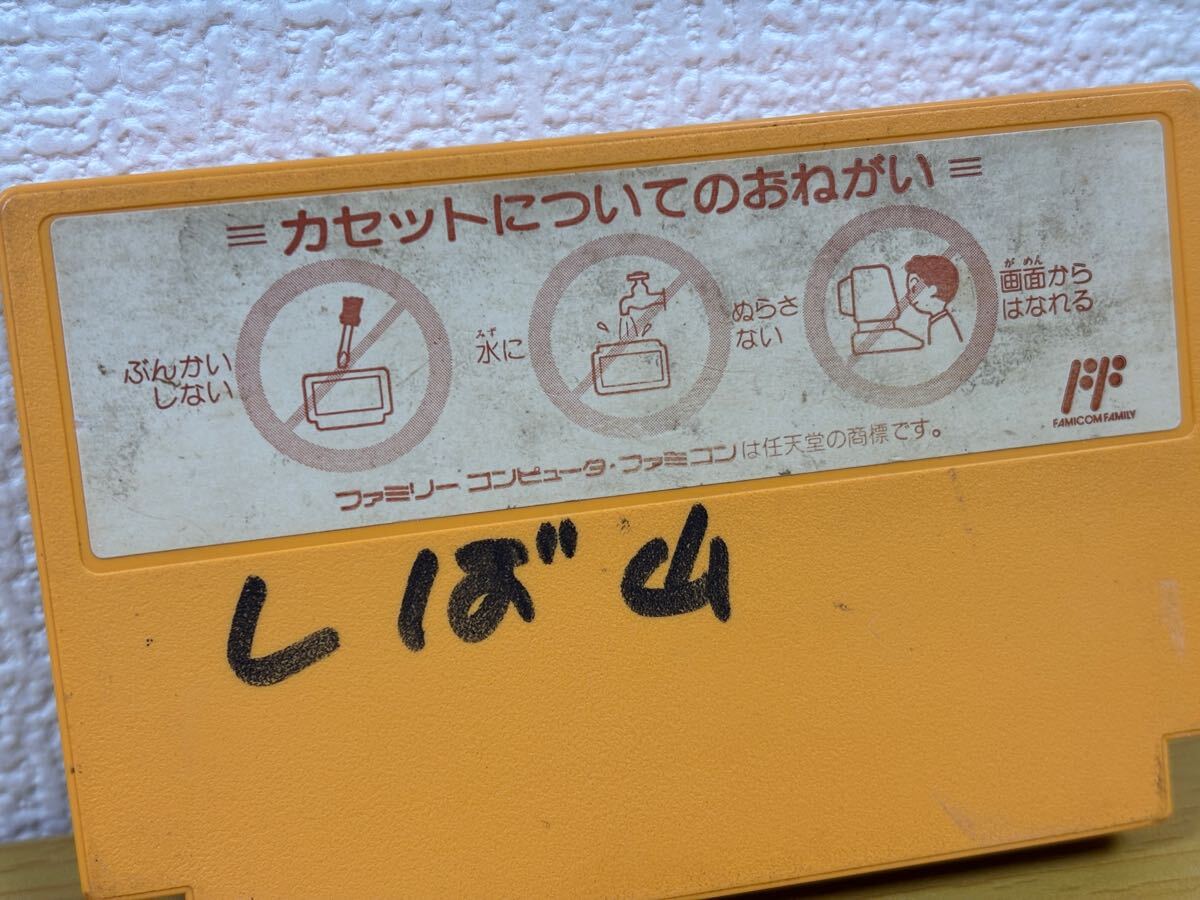 ≡カセットについてのおねがい≡
ぶんかい
しない
みず
水に
ぬらさ
ない
がめん
画面から
はなれる
FAMICOM FAMILY
ファミリーコンピュータ・ファミコンは任天堂の商標です。
しば山